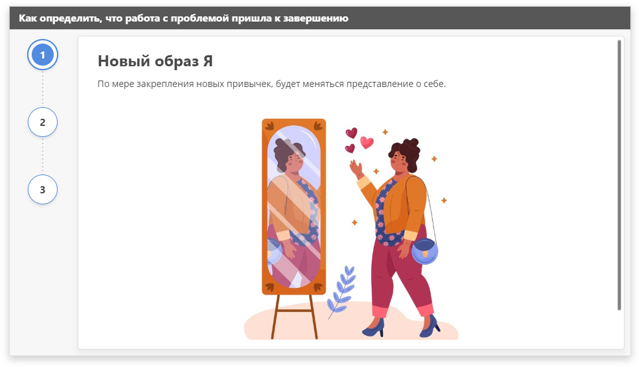 Как определить, что работа с проблемой пришла к завершению
1
Новый образ Я
По мере закрепления новых привычек, будет меняться представление о себе.
2
3